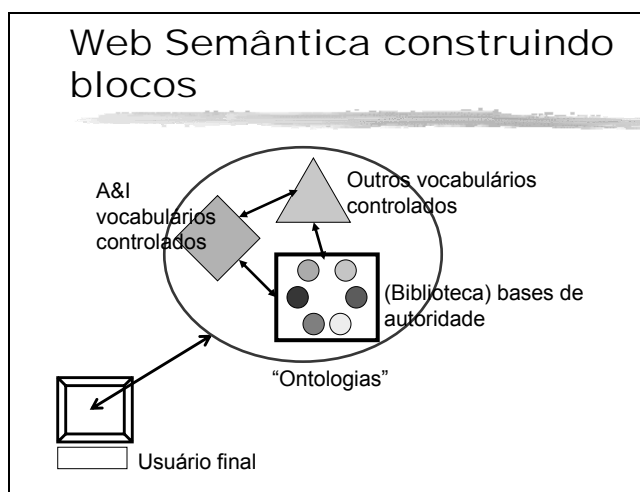 Web Semântica construindo
blocos
A&I
vocabulários
controlados
Outros vocabulários
controlados
(Biblioteca) bases de
autoridade
“Ontologias”
Usuário final